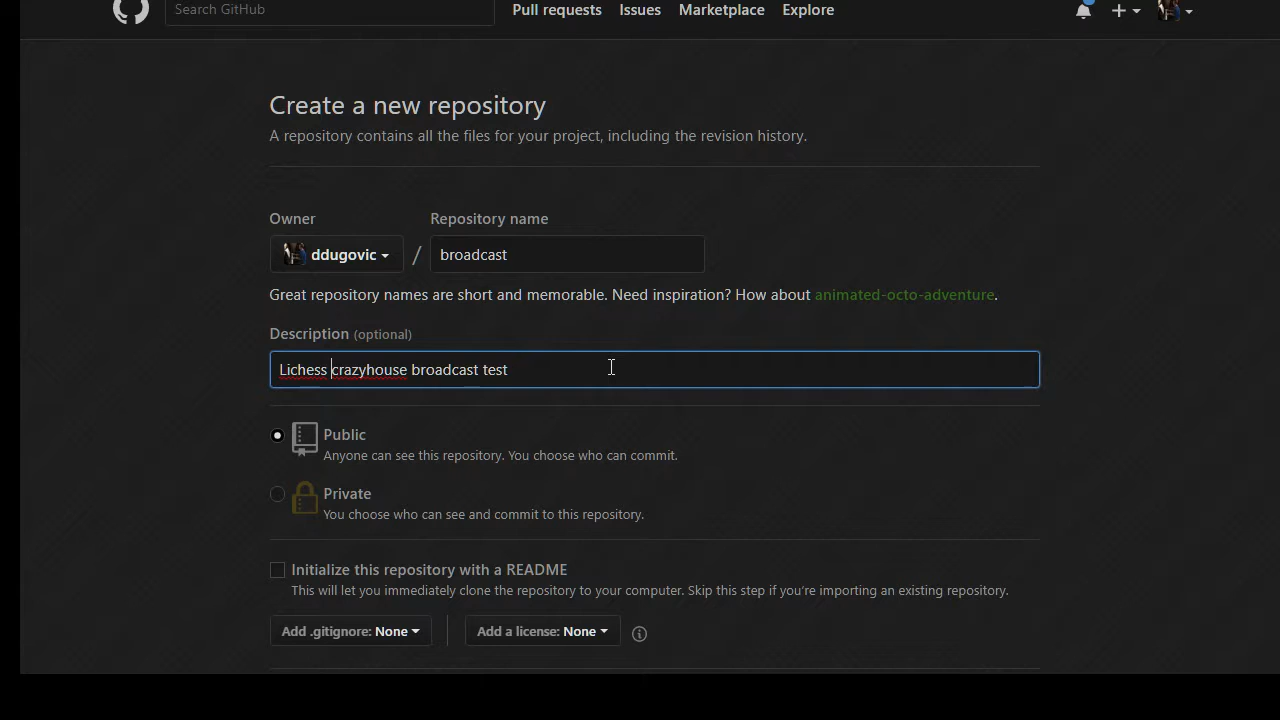 Search GitHub Pull requests Issues Marketplace Explore
Create a new repository
A repository contains all the files for your project, including the revision history.
Owner Repository name
ddugovic / broadcast
Great repository names are short and memorable. Need inspiration? How about animated-octo-adventure.
Description (optional)
Lichess crazyhouse broadcast test
Public
Anyone can see this repository. You choose who can commit.
Private
You choose who can see and commit to this repository.
Initialize this repository with a README
This will let you immediately clone the repository to your computer. Skip this step if you're importing an existing repository.
Add .gitignore: None Add a license: None